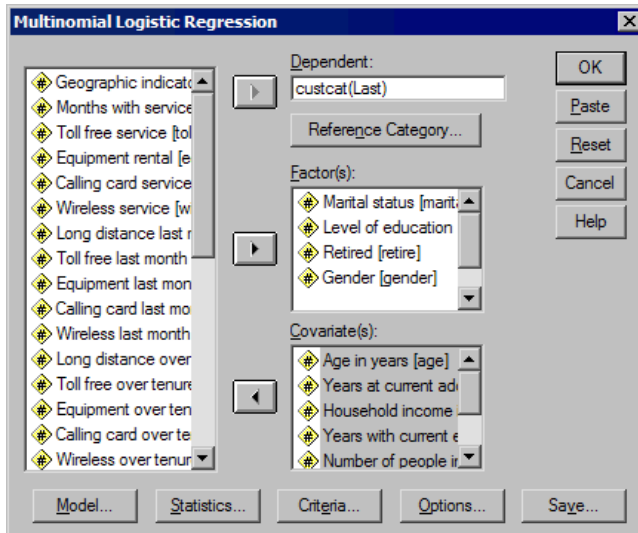 Multinomial Logistic Regression
Geographic indicato
Months with service
Toll free service [tol
Equipment rental [e
Calling card service
Wireless service [wi
Long distance last r
Toll free last month
Equipment last mon
Calling card last mo
Wireless last month
Long distance over
Toll free over tenure
Equipment over ten
Calling card over te
Wireless over tenur
Dependent:
custcat(Last)
Reference Category...
Factor(s):
Marital status [marita
Level of education
Retired [retire]
Gender [gender]
Covariate(s):
Age in years [age]
Years at current add
Household income
Years with current e
Number of people in
OK
Paste
Reset
Cancel
Help
Model...
Statistics...
Criteria...
Options...
Save...